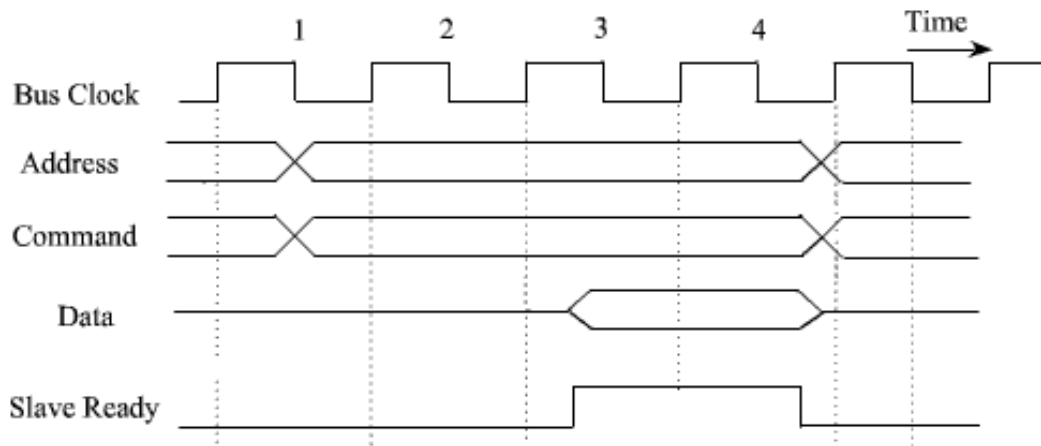 1 2 3 4 Time
Bus Clock
Address
Command
Data
Slave Ready